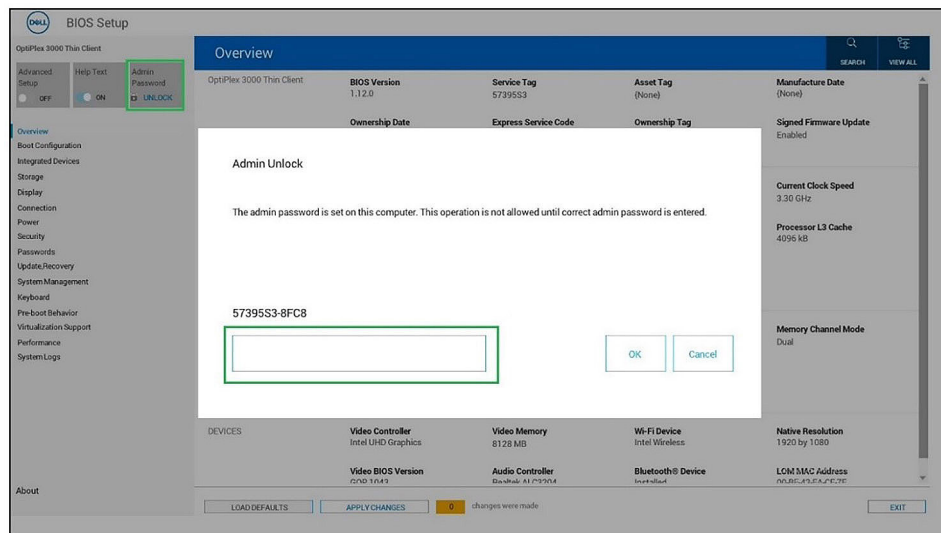 DELL
BIOS Setup
OptiPlex 3000 Thin Client
Advanced Setup
OFF
Help Text
ON
Admin Password
UNLOCK
Overview
Boot Configuration
Integrated Devices
Storage
Display
Connection
Power
Security
Passwords
Update,Recovery
System Management
Keyboard
Pre-boot Behavior
Virtualization Support
Performance
System Logs
About
Overview
SEARCH
VIEW ALL
OptiPlex 3000 Thin Client
BIOS Version
1.12.0
Service Tag
57395S3
Asset Tag
(None)
Manufacture Date
(None)
Ownership Date
Express Service Code
Ownership Tag
Signed Firmware Update
Enabled
Admin Unlock
The admin password is set on this computer. This operation is not allowed until correct admin password is entered.
57395S3-8FC8
OK
Cancel
Current Clock Speed
3.30 GHz
Processor L3 Cache
4096 kB
Memory Channel Mode
Dual
DEVICES
Video Controller
Intel UHD Graphics
Video Memory
8128 MB
Wi-Fi Device
Intel Wireless
Native Resolution
1920 by 1080
Video BIOS Version
GOP 1043
Audio Controller
Realtek ALC3204
Bluetooth® Device
Installed
LOM MAC Address
LOAD DEFAULTS
APPLY CHANGES
0
changes were made
EXIT